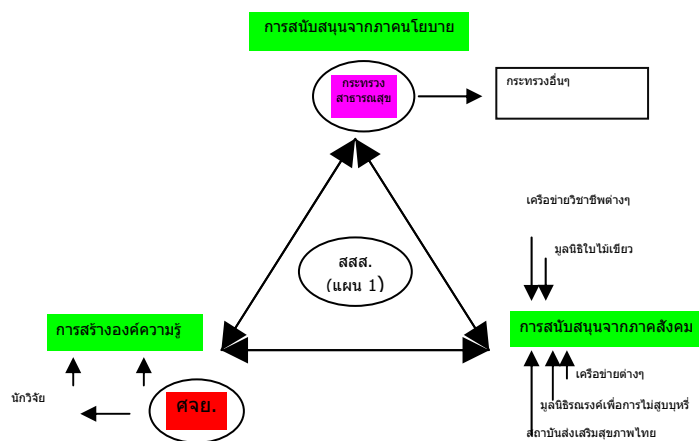 การสนับสนุนจากภาคนโยบาย
กระทรวง
สาธารณสุข
กระทรวงอื่นๆ
เครือข่ายวิชาชีพต่างๆ
มูลนิธิใบไม้เขียว
สสส.
(แผน 1)
การสร้างองค์ความรู้
การสนับสนุนจากภาคสังคม
เครือข่ายต่างๆ
นักวิจัย
ศจย.
มูลนิธิรณรงค์เพื่อการไม่สูบบุหรี่
สถาบันส่งเสริมสุขภาพไทย